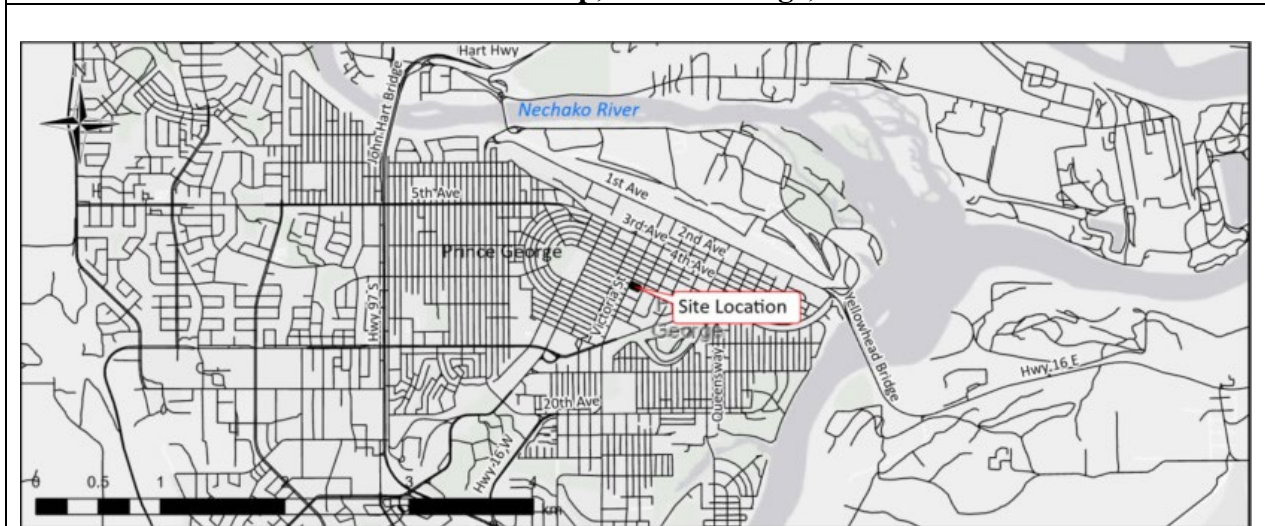 Hart Hwy
John Hart Bridge
Nechako River
N
1st Ave
5th Ave
3rd Ave
2nd Ave
4th Ave
Prince George
Victoria St
Site Location
George
Hwy 97 S
Yellowhead Bridge
Queensway
Hwy 16 E
20th Ave
Hwy 16 W
0 0.5 1 2 3 4
km